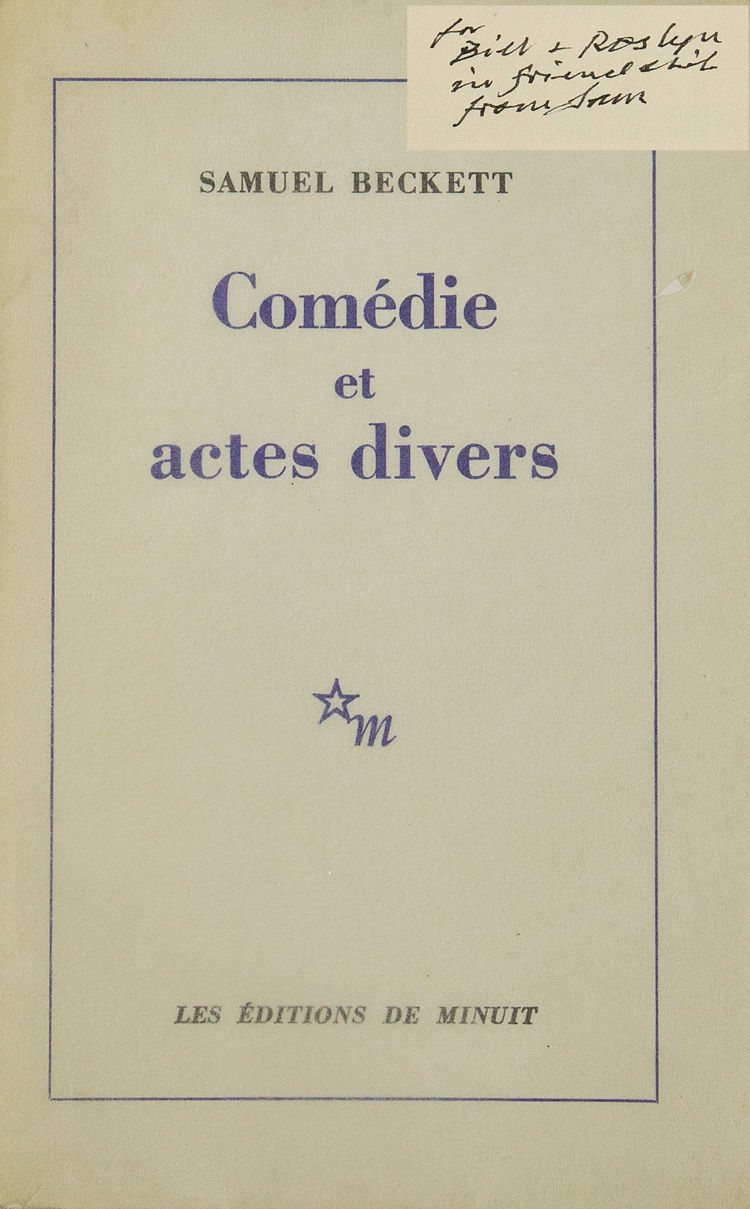 for
Bill & Roslyn
in friendship
from Sam
SAMUEL BECKETT
Comédie
et
actes divers
m
LES ÉDITIONS DE MINUIT